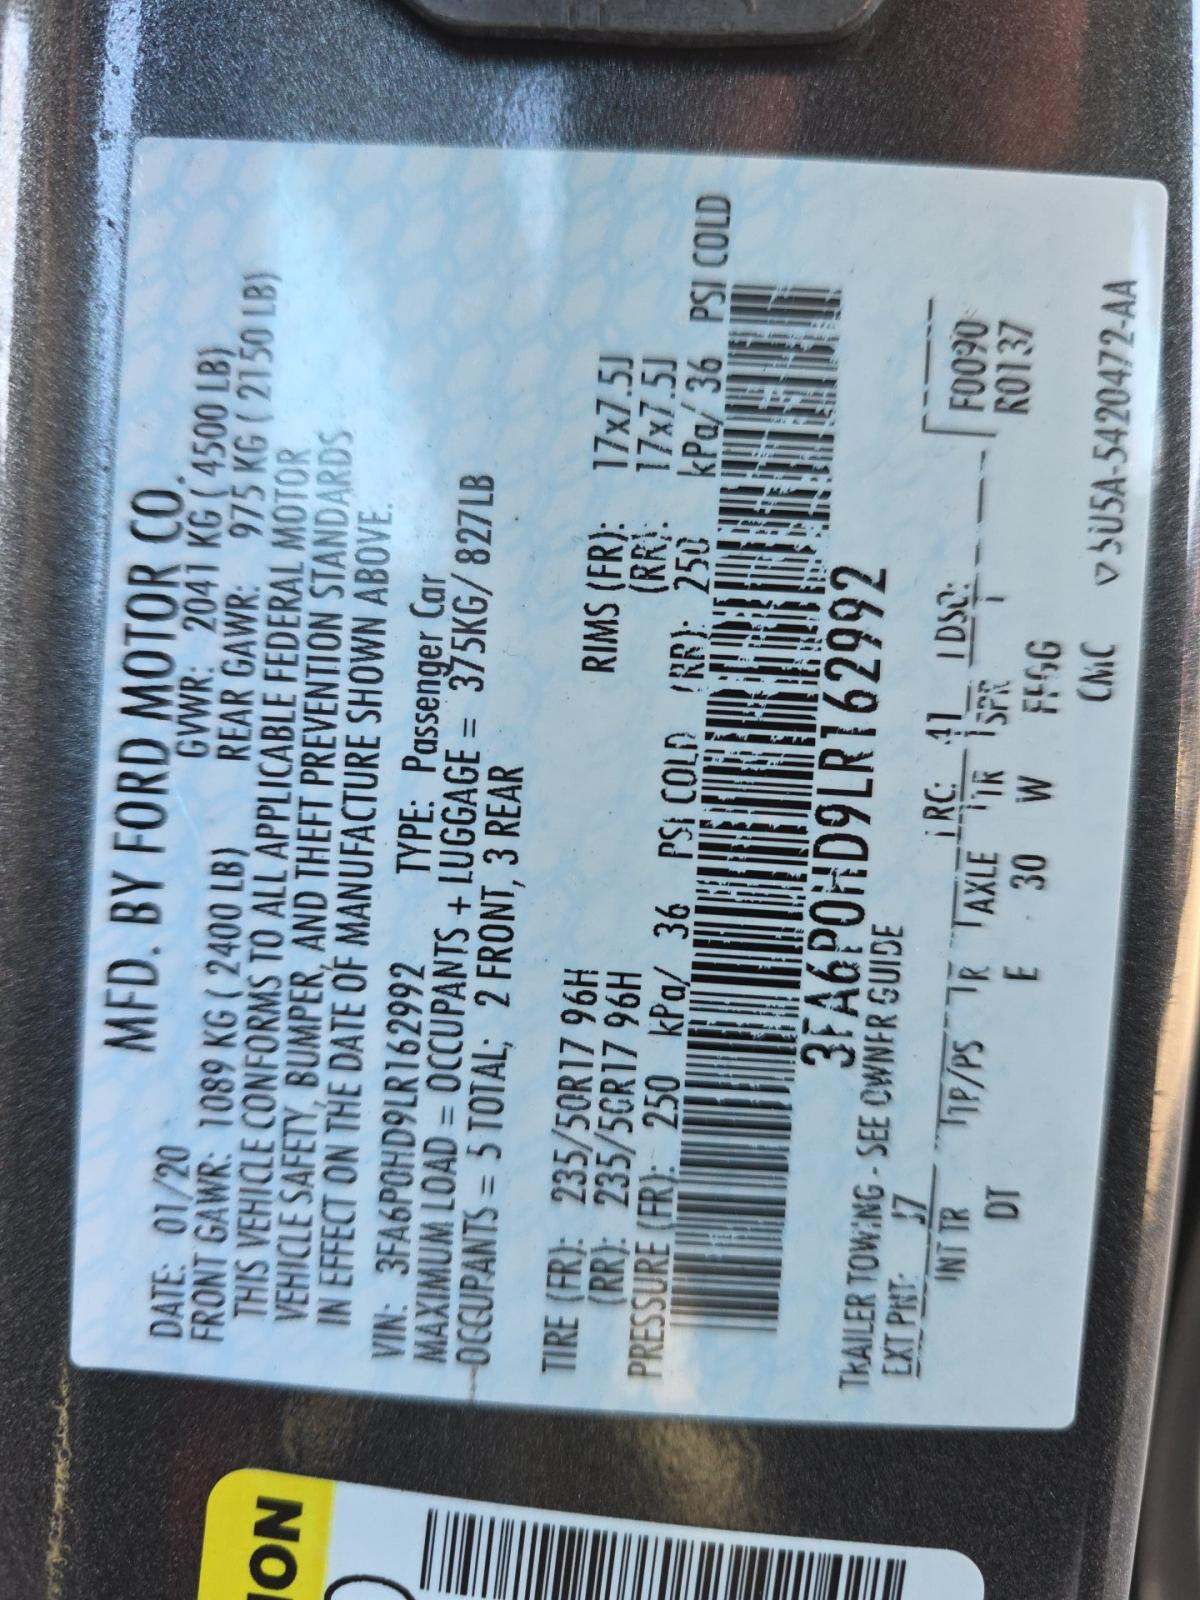 MFD. BY FORD MOTOR CO.
DATE: 01/20 GVWR: 2041 KG ( 4500 LB)
FRONT GAWR: 1089 KG ( 2400 LB) REAR GAWR: 975 KG ( 2150 LB)
THIS VEHICLE CONFORMS TO ALL APPLICABLE FEDERAL MOTOR
VEHICLE SAFETY, BUMPER, AND THEFT PREVENTION STANDARDS
IN EFFECT ON THE DATE OF MANUFACTURE SHOWN ABOVE.
VIN: 3FA6P0HD9LR162992 TYPE: Passenger Car
MAXIMUM LOAD = OCCUPANTS + LUGGAGE = 375KG/ 827LB
OCCUPANTS = 5 TOTAL; 2 FRONT, 3 REAR
TIRE (FR): 235/50R17 96H RIMS (FR): 17x7.5J
(RR): 235/50R17 96H (RR): 17x7.5J
PRESSURE (FR): 250 kPa/ 36 PSI COLD (RR): 250 kPa/ 36 PSI COLD
3FA6P0HD9LR162992
TRAILER TOWING - SEE OWNER GUIDE
EXT PNT: RC: 41 DSO:
INT TR TP/PS R AXLE TR SPR F0090
DT E 30 W R0137
CMC 5U5A-5420472-AA